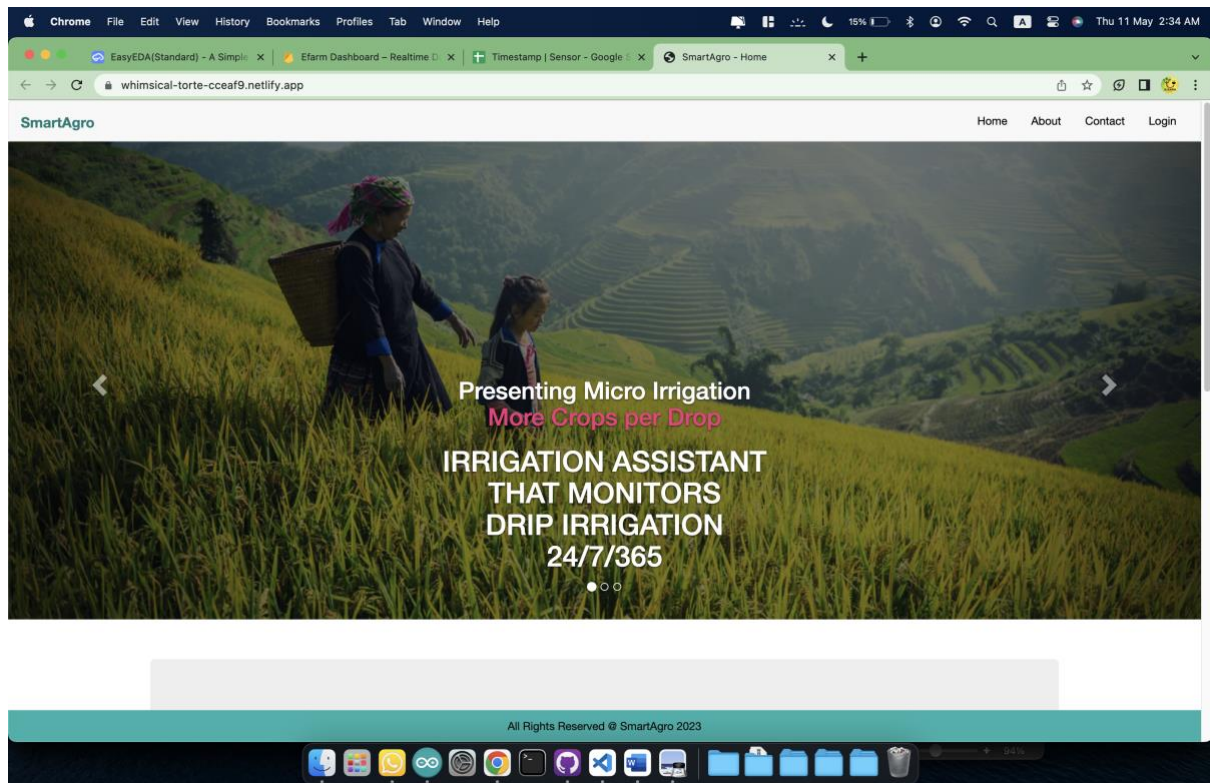 Chrome File Edit View History Bookmarks Profiles Tab Window Help 15% A Thu 11 May 2:34 AM
EasyEDA(Standard) - A Simple Efarm Dashboard – Realtime D Timestamp | Sensor - Google S SmartAgro - Home
whimsical-torte-cceaf9.netlify.app
SmartAgro Home About Contact Login
Presenting Micro Irrigation
More Crops per Drop
IRRIGATION ASSISTANT
THAT MONITORS
DRIP IRRIGATION
24/7/365
All Rights Reserved @ SmartAgro 2023
94%